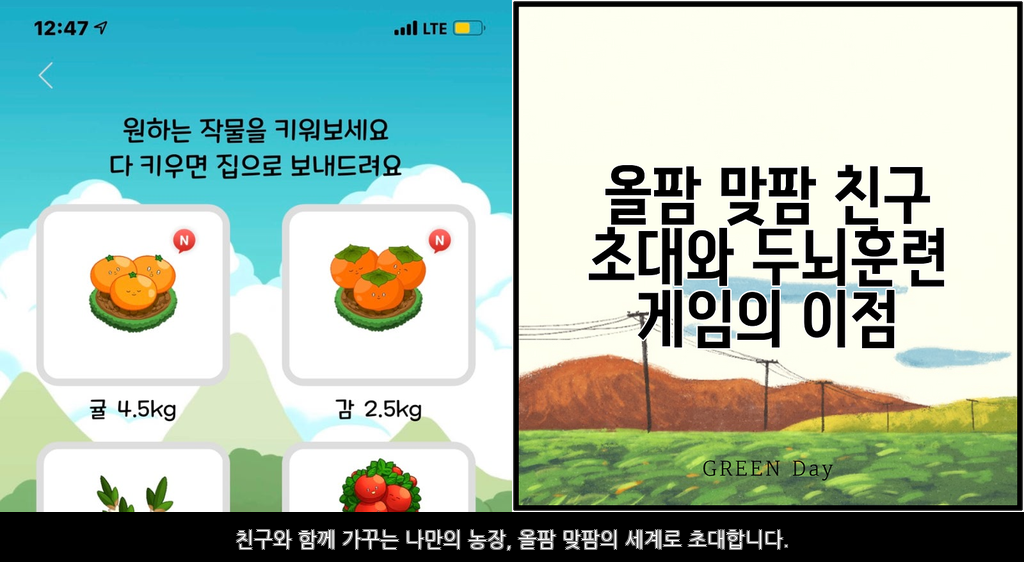 12:47
LTE
원하는 작물을 키워보세요
다 키우면 집으로 보내드려요
N
N
귤 4.5kg
감 2.5kg
올팜 맞팜 친구
초대와 두뇌훈련
게임의 이점
GREEN Day
친구와 함께 가꾸는 나만의 농장, 올팜 맞팜의 세계로 초대합니다.